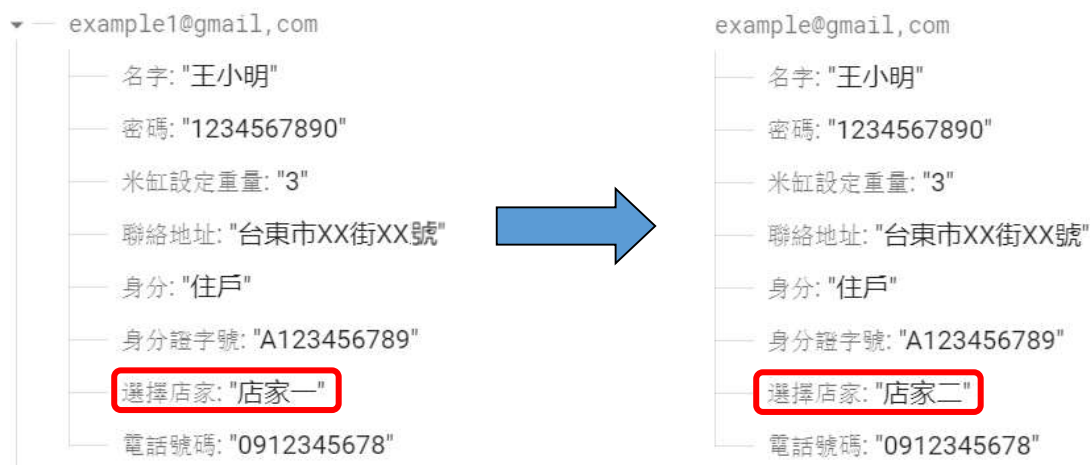 example1@gmail,com
名字: "王小明"
密碼: "1234567890"
米缸設定重量: "3"
聯絡地址: "台東市XX街XX號"
身分: "住戶"
身分證字號: "A123456789"
選擇店家: "店家一"
電話號碼: "0912345678"
example@gmail,com
名字: "王小明"
密碼: "1234567890"
米缸設定重量: "3"
聯絡地址: "台東市XX街XX號"
身分: "住戶"
身分證字號: "A123456789"
選擇店家: "店家二"
電話號碼: "0912345678"